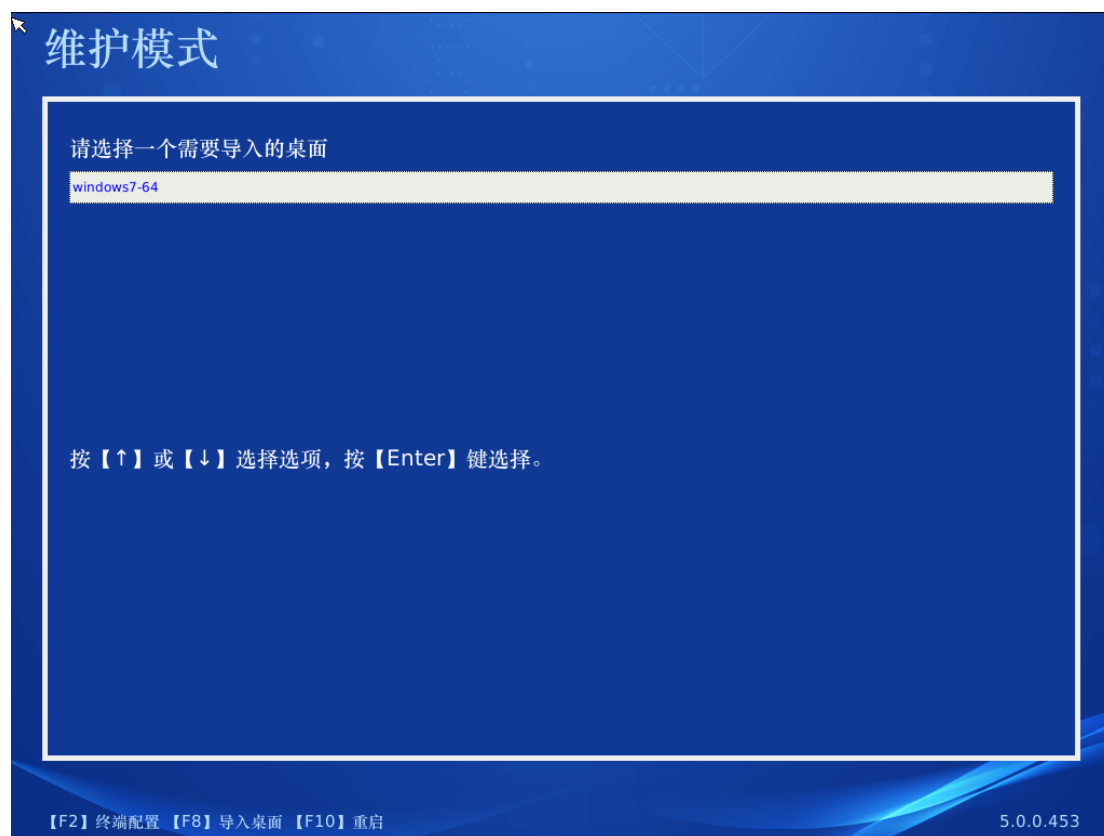 维护模式
请选择一个需要导入的桌面
windows7-64
按【↑】或【↓】选择选项，按【Enter】键选择。
【F2】终端配置 【F8】导入桌面 【F10】重启
5.0.0.453